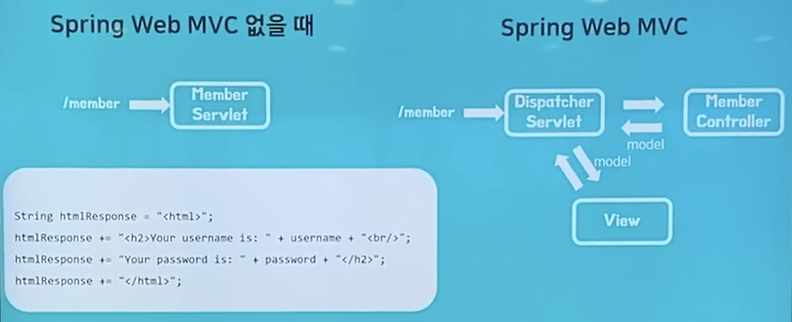 Spring Web MVC 없을 때
/member
Member
Servlet
String htmlResponse = "<html>";
htmlResponse += "<h2>Your username is: " + username + "<br/>";
htmlResponse += "Your password is: " + password + "</h2>";
htmlResponse += "</html>";
Spring Web MVC
/member
Dispatcher
Servlet
Member
Controller
model
model
View